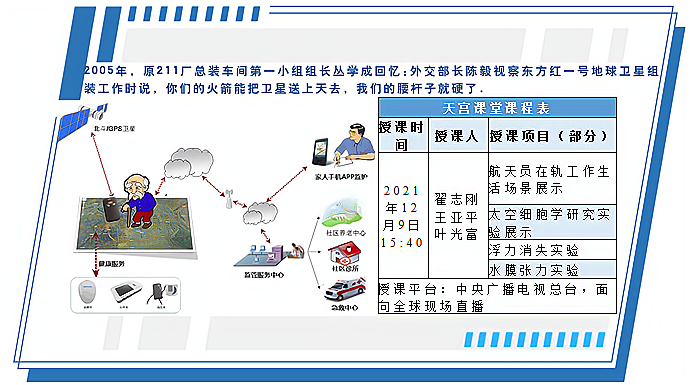 2005年，原211厂总装车间第一小组组长丛学成回忆：外交部长陈毅视察东方红一号地球卫星组
装工作时说，你们的火箭能把卫星送上天去，我们的腰杆子就硬了.
北斗/GPS卫星
家人手机APP监护
社区养老中心
健康服务
监管服务中心
社区诊所
急救中心
天宫课堂课程表
授课时
间
授课人
授课项目（部分）
2021
年12
月9日
15:40
翟志刚
王亚平
叶光富
航天员在轨工作生
活场景展示
太空细胞学研究实
验展示
浮力消失实验
水膜张力实验
授课平台：中央广播电视总台，面
向全球现场直播